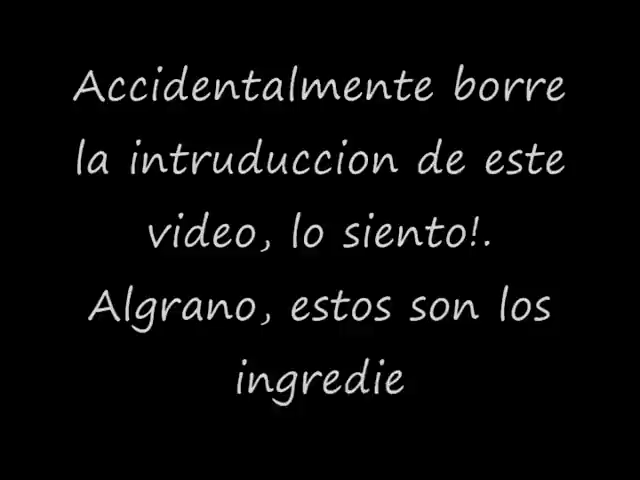 Accidentalmente borre
la intruduccion de este
video, lo siento!.
Algrano, estos son los
ingredie